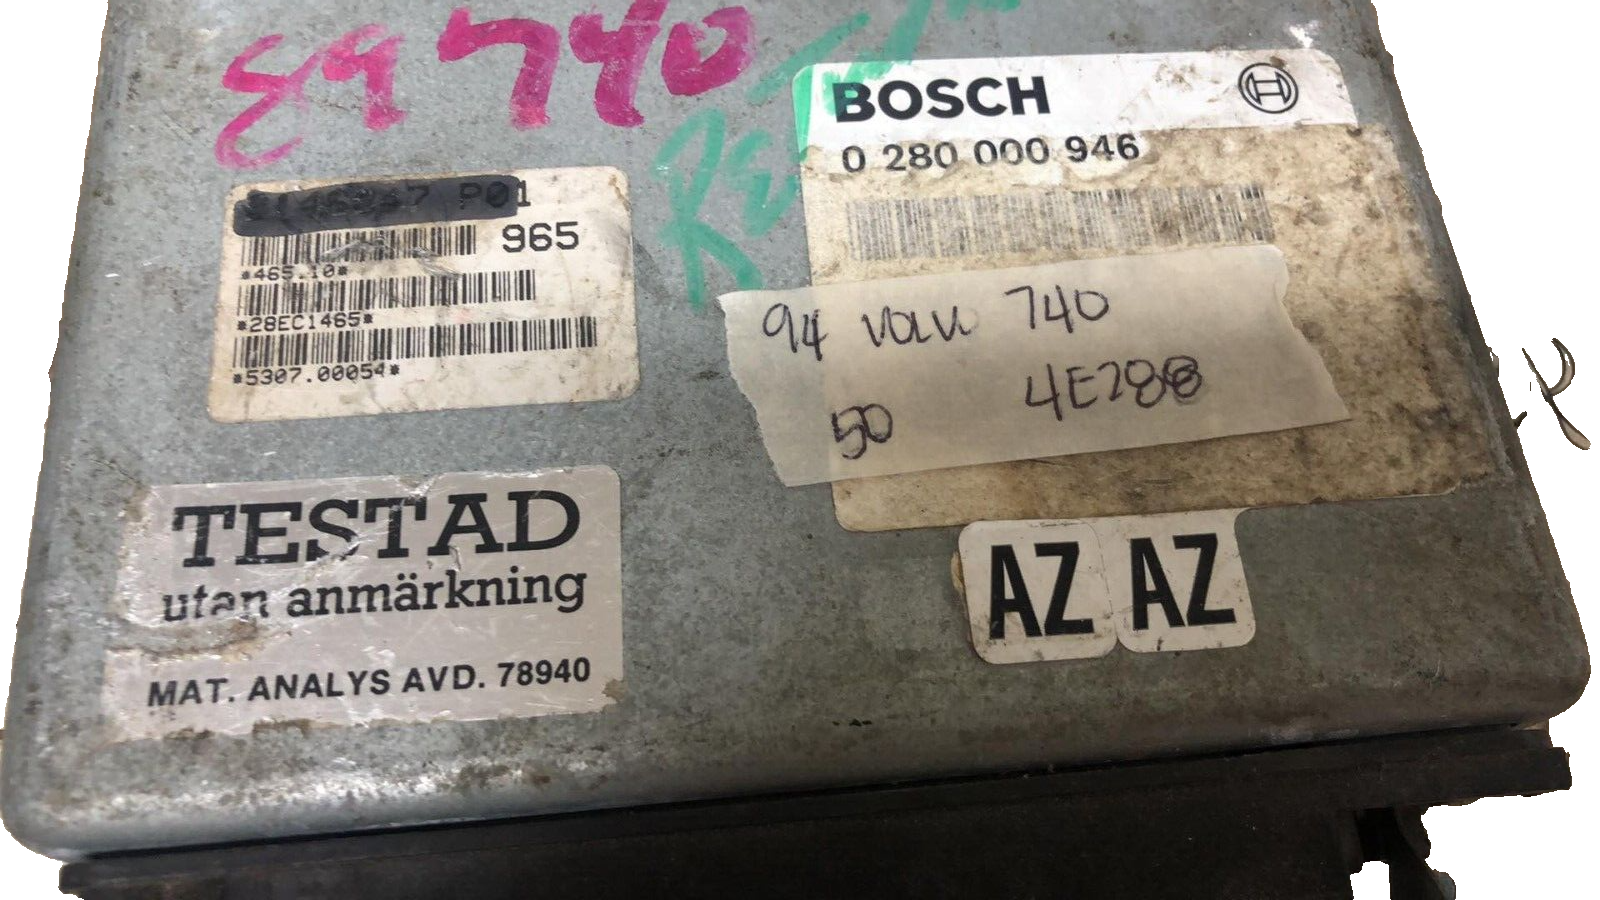 89 740
BOSCH
0 280 000 946
P01
965
*465.10*
*28EC1465*
*5307.00054*
94 VOLVO 740
50 4E288
TESTAD
utan anmärkning
MAT. ANALYS AVD. 78940
AZ AZ